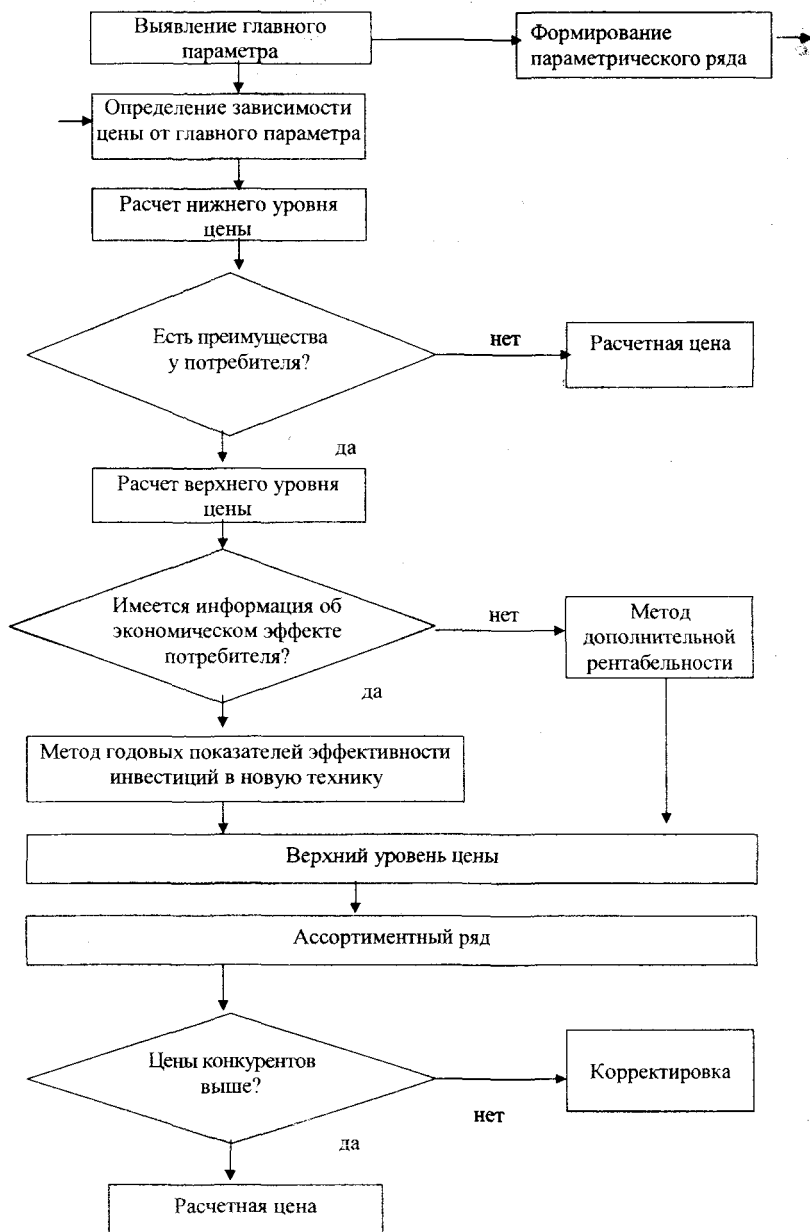 Выявление главного
параметра
Формирование
параметрического ряда
Определение зависимости
цены от главного параметра
Расчет нижнего уровня
цены
Есть преимущества
у потребителя?
нет
Расчетная цена
да
Расчет верхнего уровня
цены
Имеется информация об
экономическом эффекте
потребителя?
нет
Метод
дополнительной
рентабельности
да
Метод годовых показателей эффективности
инвестиций в новую технику
Верхний уровень цены
Ассортиментный ряд
Цены конкурентов
выше?
Корректировка
нет
да
Расчетная цена